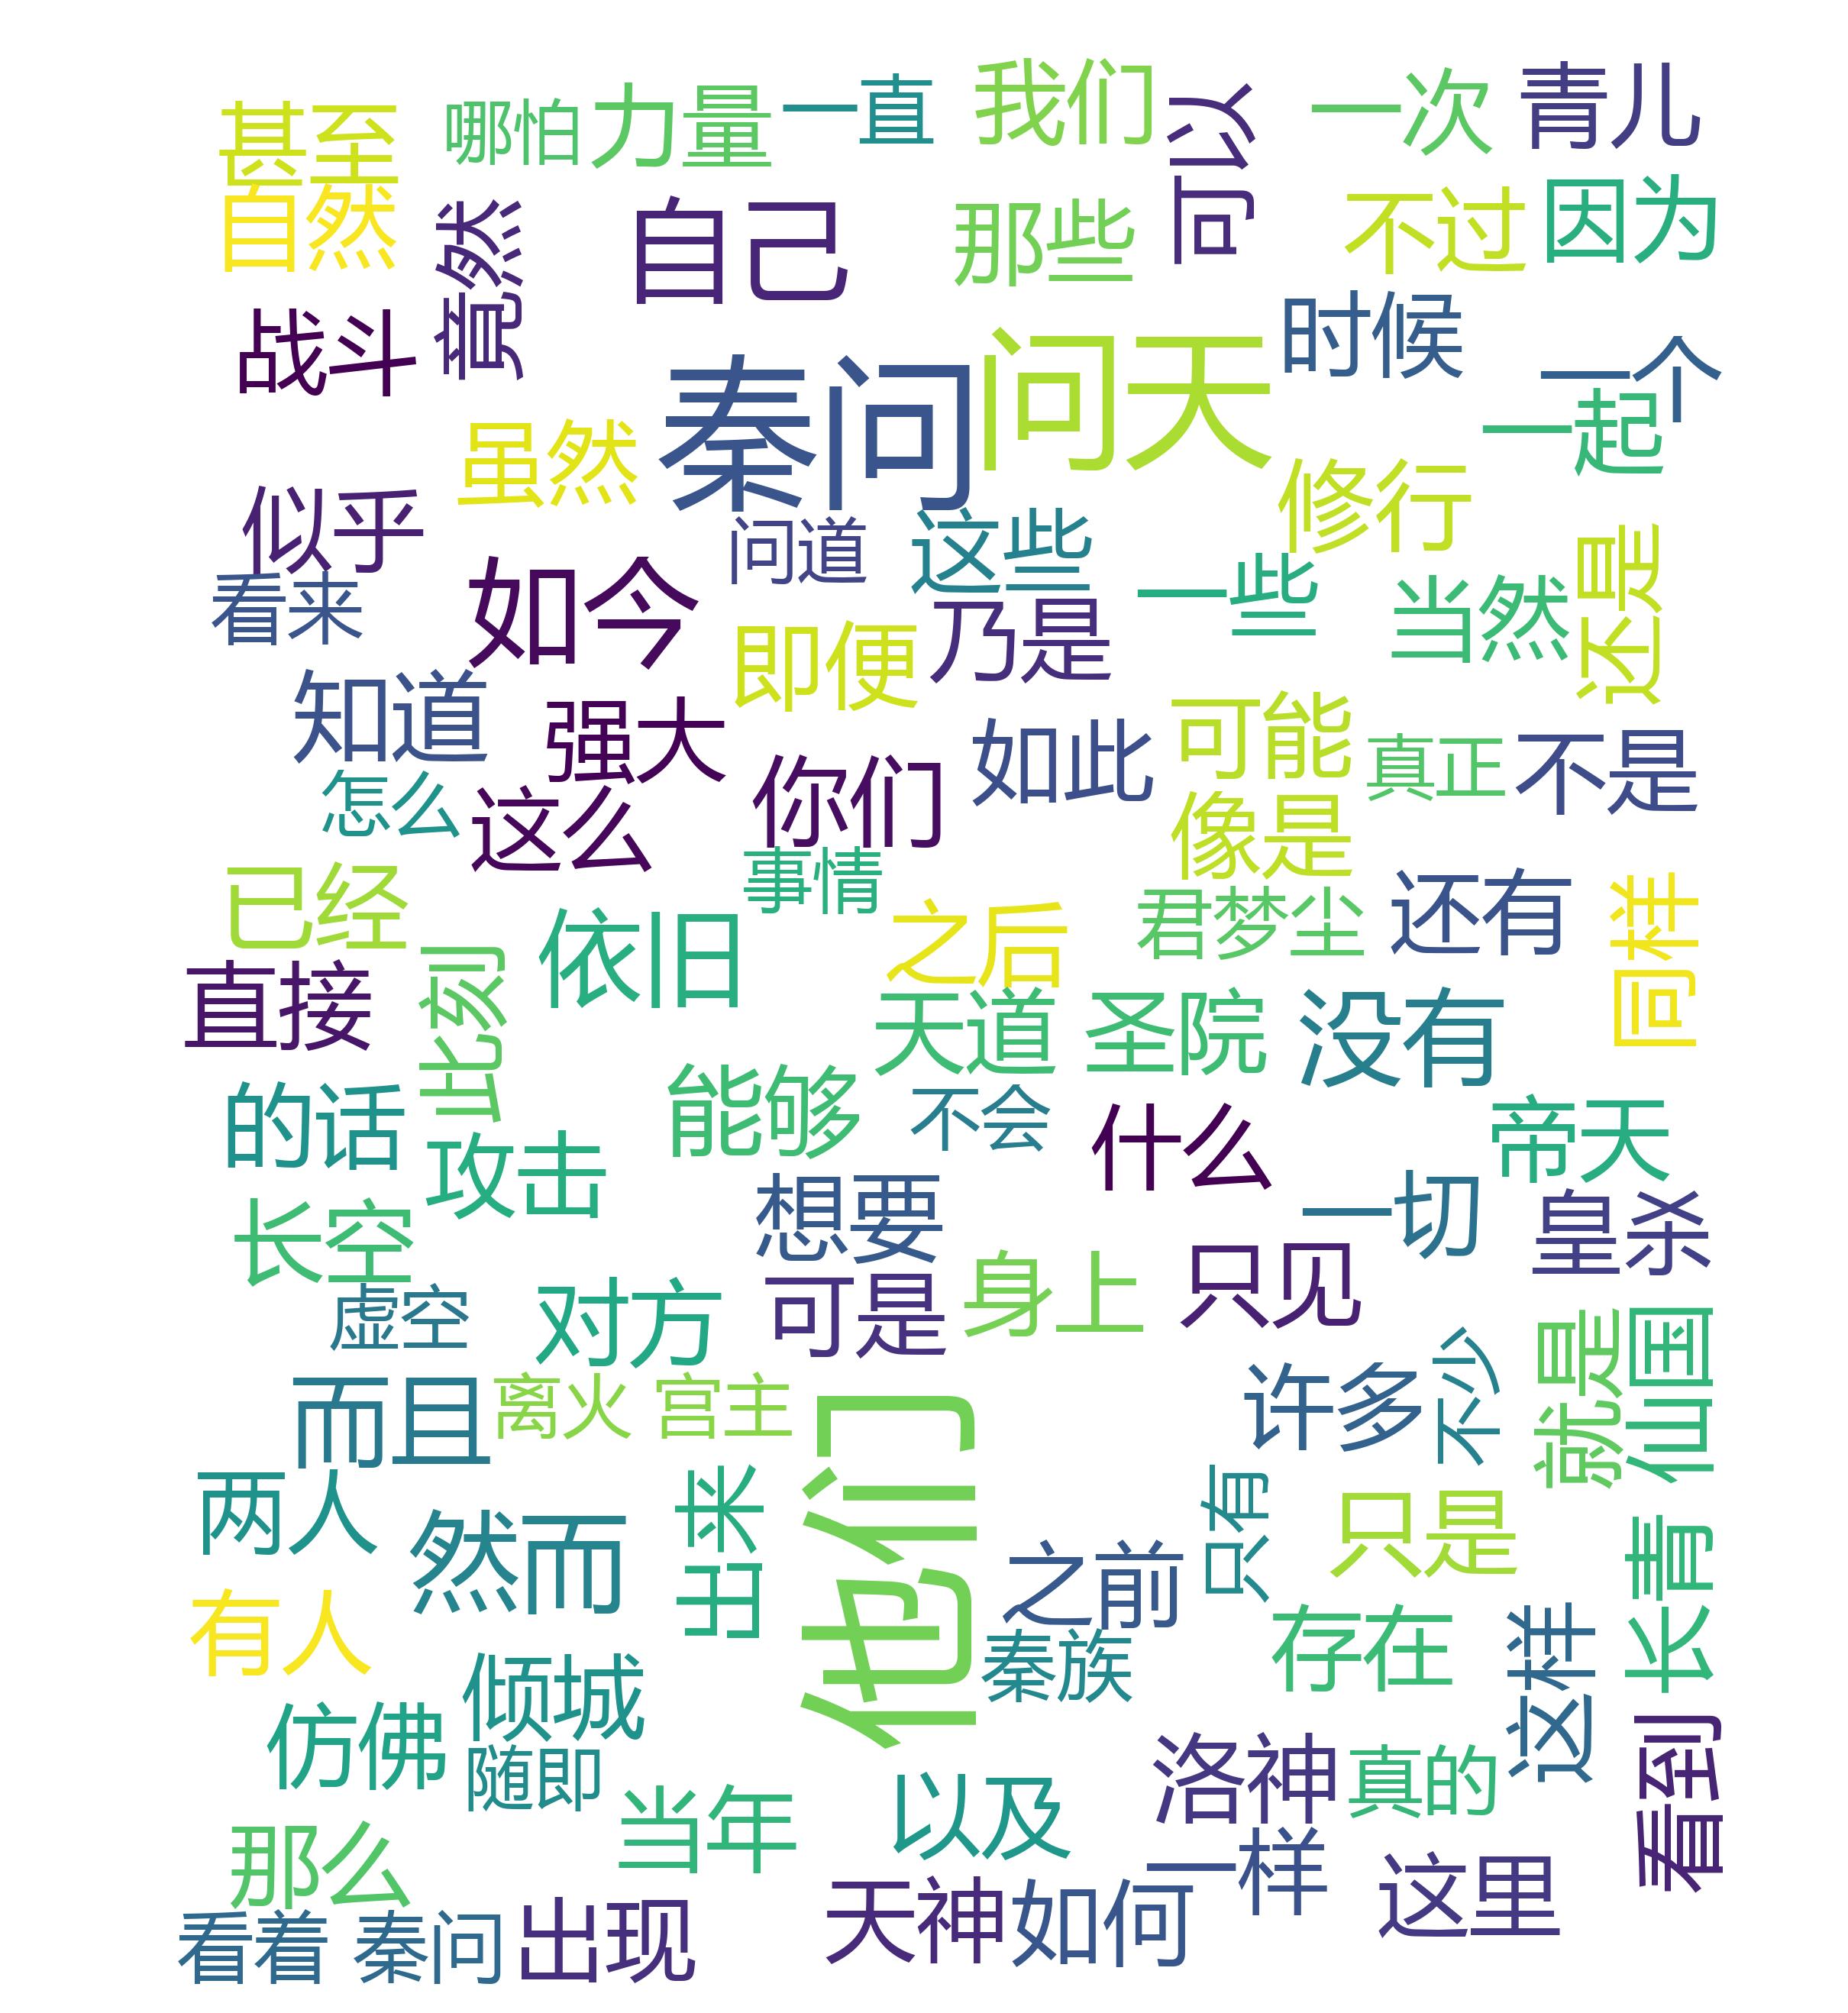 甚至
哪怕
力量
一直
我们
可以
一次
青儿
自然
竟然
自己
那些
不过
因为
战斗
秦问
问天
时候
一个
一起
虽然
似乎
问道
这些
修行
还是
看来
如今
即便
乃是
一些
当然
知道
强大
你们
如此
可能
真正
不是
怎么
这么
事情
像是
已经
依旧
之后
君梦尘
还有
同样
直接
此刻
天道
圣院
没有
的话
攻击
能够
不会
什么
帝天
长空
想要
一切
皇杀
虚空
对方
可是
身上
只见
而且
离火
宫主
他们
许多
不少
就是
仙国
两人
然而
出来
之前
只有
只是
长青
有人
倾城
秦族
存在
这样
仿佛
随即
当年
以及
洛神
真的
看到
那么
一样
这里
看着
秦问
出现
天神
如何